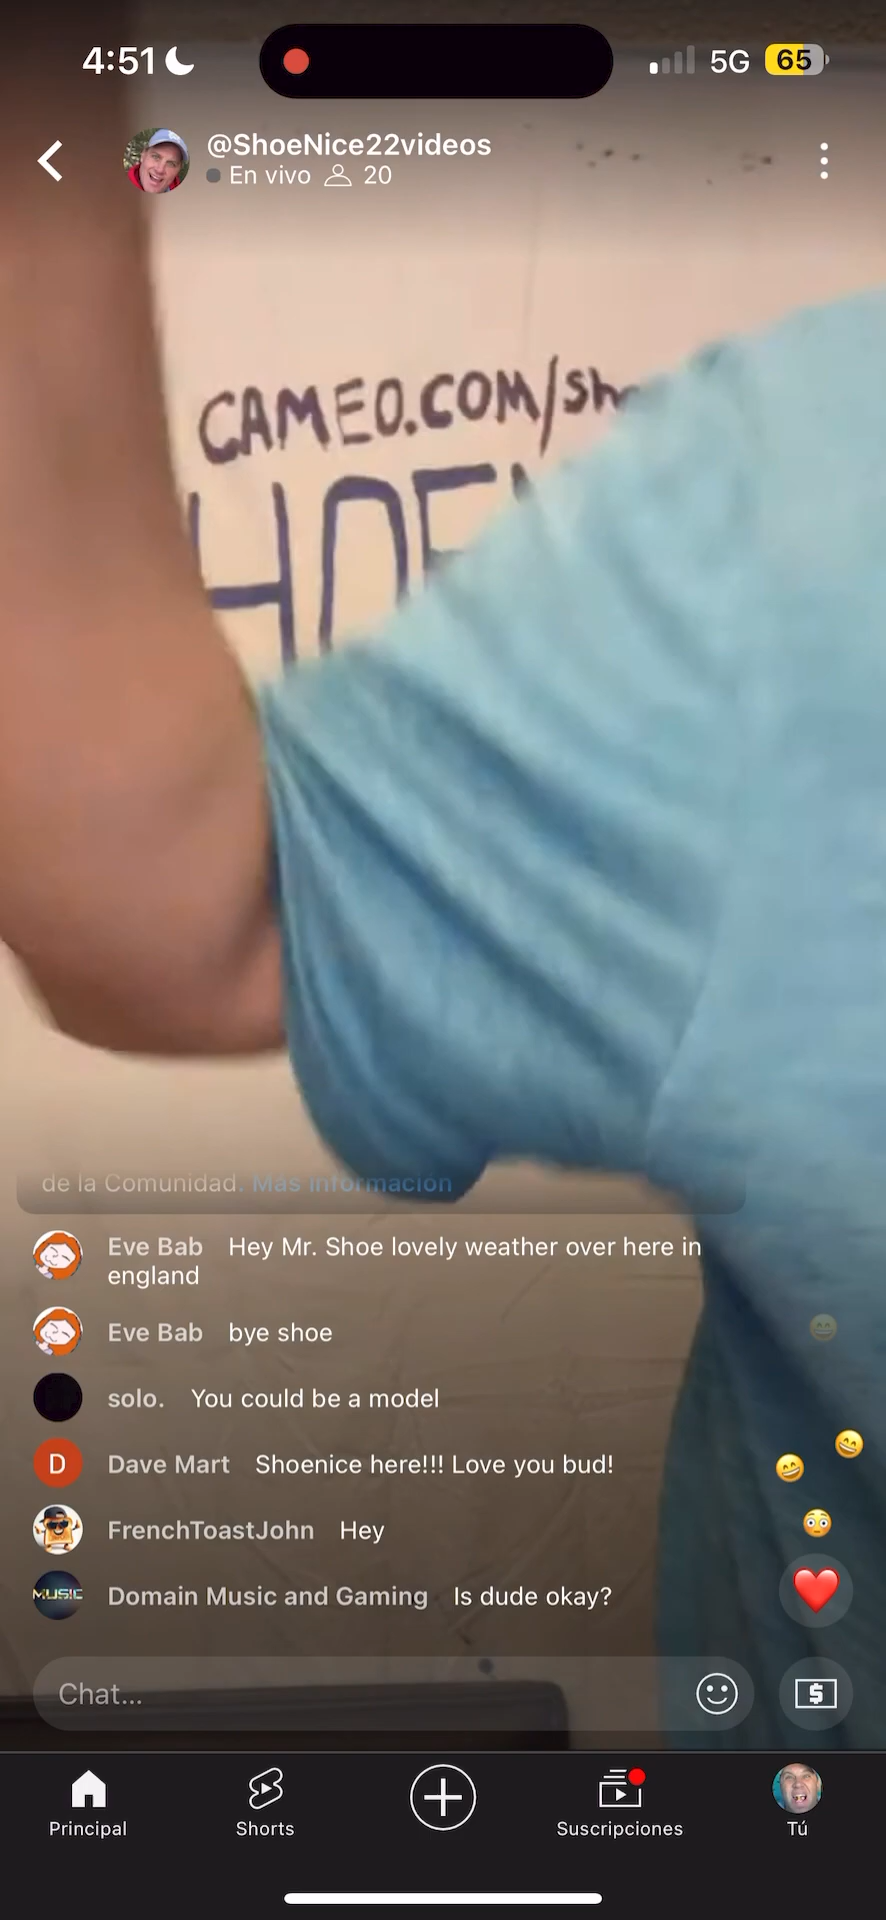 4:51
5G
65
@ShoeNice22videos
En vivo 20
CAMEO.COM/sh
HOE
de la Comunidad. Más información
Eve Bab Hey Mr. Shoe lovely weather over here in
england
Eve Bab bye shoe
solo. You could be a model
D
Dave Mart Shoenice here!!! Love you bud!
FrenchToastJohn Hey
MUSIC
Domain Music and Gaming Is dude okay?
Chat...
$
Principal
Shorts
Suscripciones
Tú